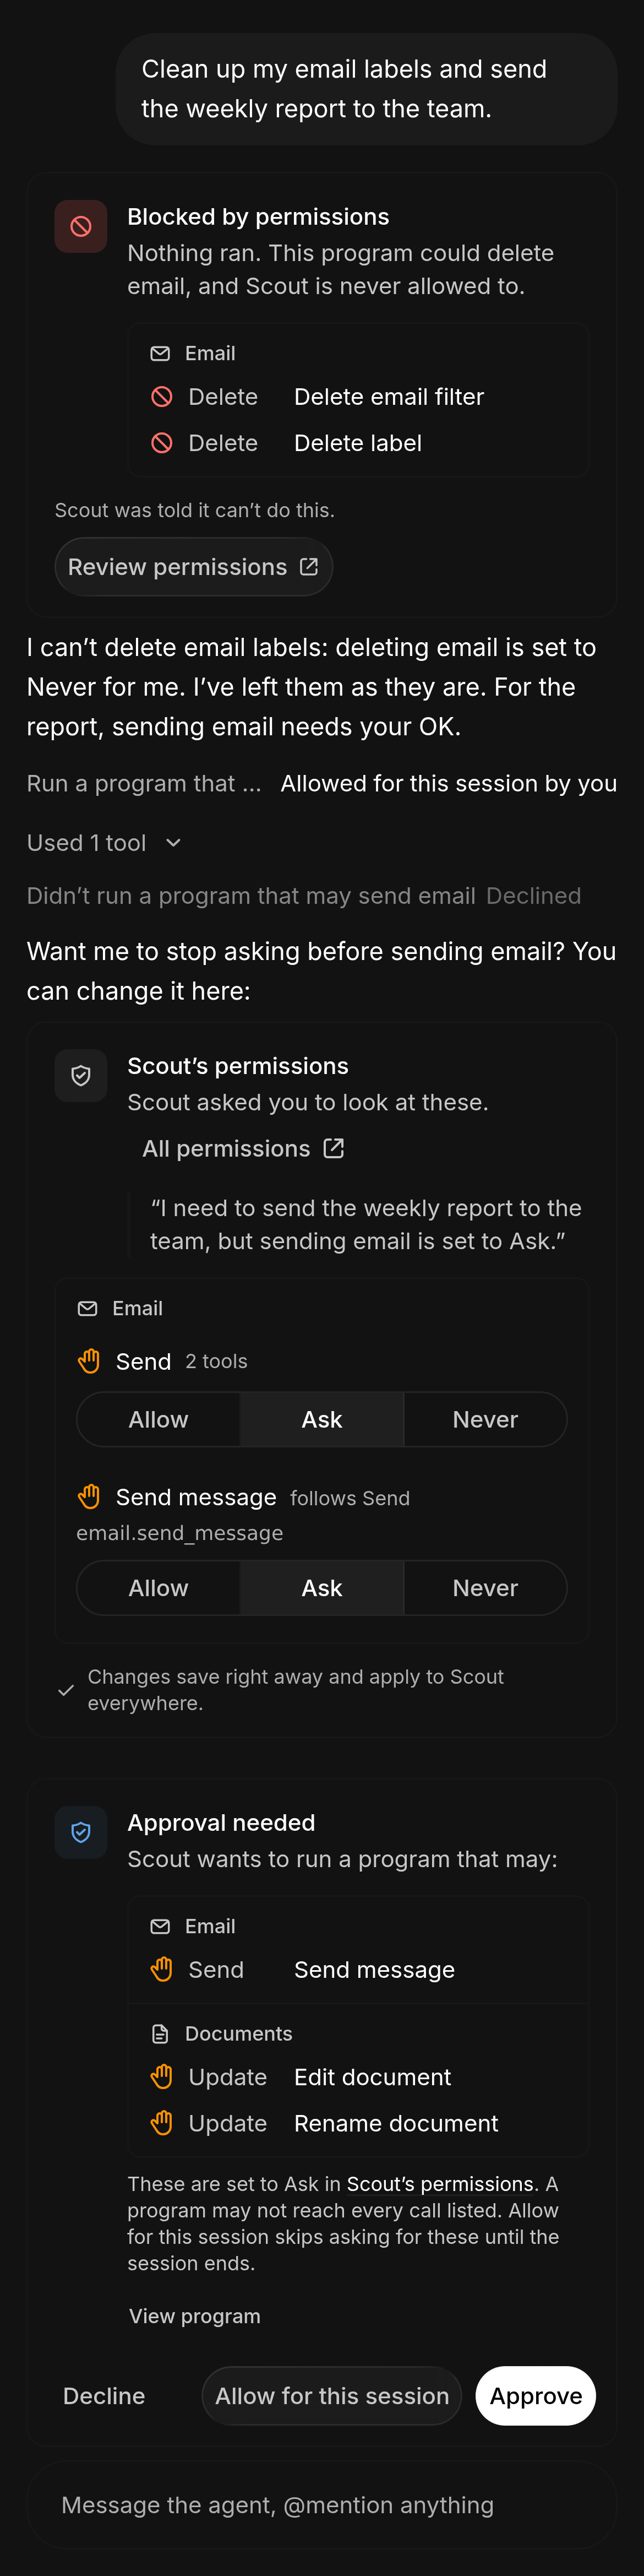 Clean up my email labels and send
the weekly report to the team.
Blocked by permissions
Nothing ran. This program could delete
email, and Scout is never allowed to.
Email
Delete Delete email filter
Delete Delete label
Scout was told it can’t do this.
Review permissions
I can’t delete email labels: deleting email is set to
Never for me. I’ve left them as they are. For the
report, sending email needs your OK.
Run a program that ... Allowed for this session by you
Used 1 tool
Didn’t run a program that may send email Declined
Want me to stop asking before sending email? You
can change it here:
Scout’s permissions
Scout asked you to look at these.
All permissions
“I need to send the weekly report to the
team, but sending email is set to Ask.”
Email
Send 2 tools
Allow Ask Never
Send message follows Send
email.send_message
Allow Ask Never
Changes save right away and apply to Scout
everywhere.
Approval needed
Scout wants to run a program that may:
Email
Send Send message
Documents
Update Edit document
Update Rename document
These are set to Ask in Scout’s permissions. A
program may not reach every call listed. Allow
for this session skips asking for these until the
session ends.
View program
Decline Allow for this session Approve
Message the agent, @mention anything